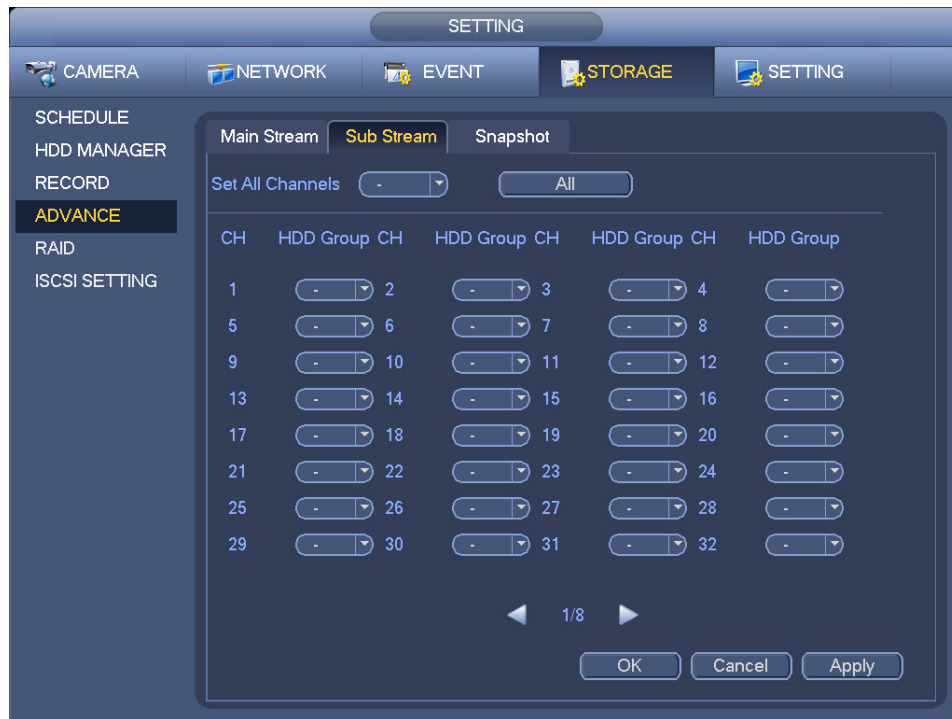 SETTING
CAMERA NETWORK EVENT STORAGE SETTING
SCHEDULE
HDD MANAGER
RECORD
ADVANCE
RAID
ISCSI SETTING
Main Stream Sub Stream Snapshot
Set All Channels - All
CH HDD Group CH HDD Group CH HDD Group CH HDD Group
1 - 2 - 3 - 4 -
5 - 6 - 7 - 8 -
9 - 10 - 11 - 12 -
13 - 14 - 15 - 16 -
17 - 18 - 19 - 20 -
21 - 22 - 23 - 24 -
25 - 26 - 27 - 28 -
29 - 30 - 31 - 32 -
1/8
OK Cancel Apply